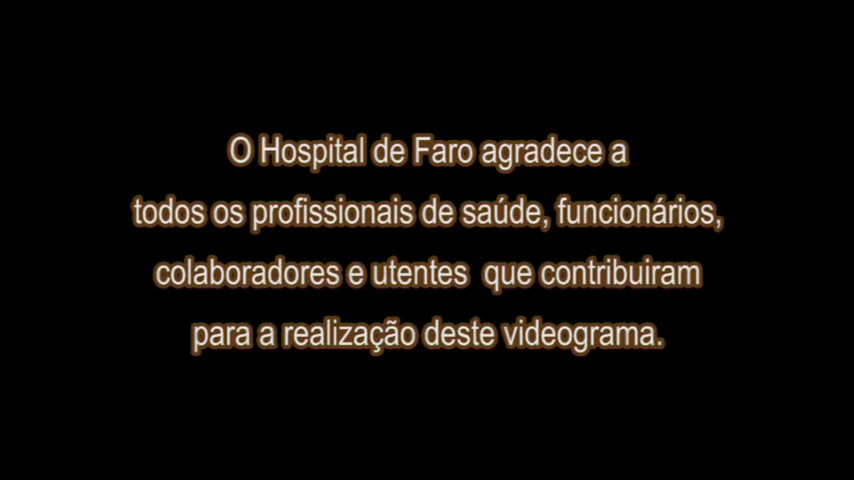 O Hospital de Faro agradece a
todos os profissionais de saúde, funcionários,
colaboradores e utentes que contribuiram
para a realização deste videograma.